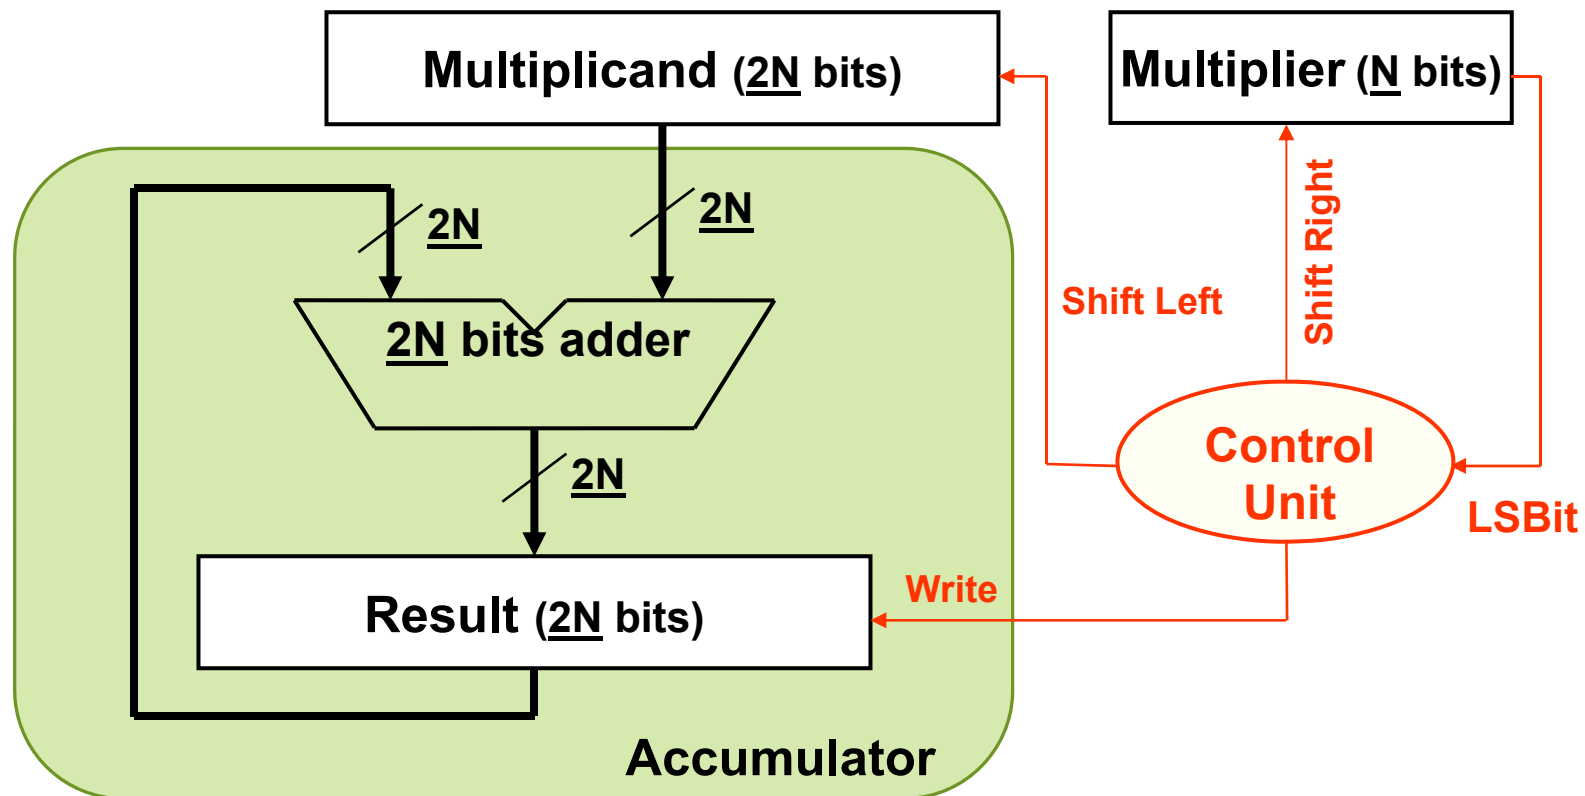 Multiplicand (2N bits)
Multiplier (N bits)
2N
2N
Shift Left
Shift Right
2N bits adder
Control
Unit
2N
LSBit
Write
Result (2N bits)
Accumulator